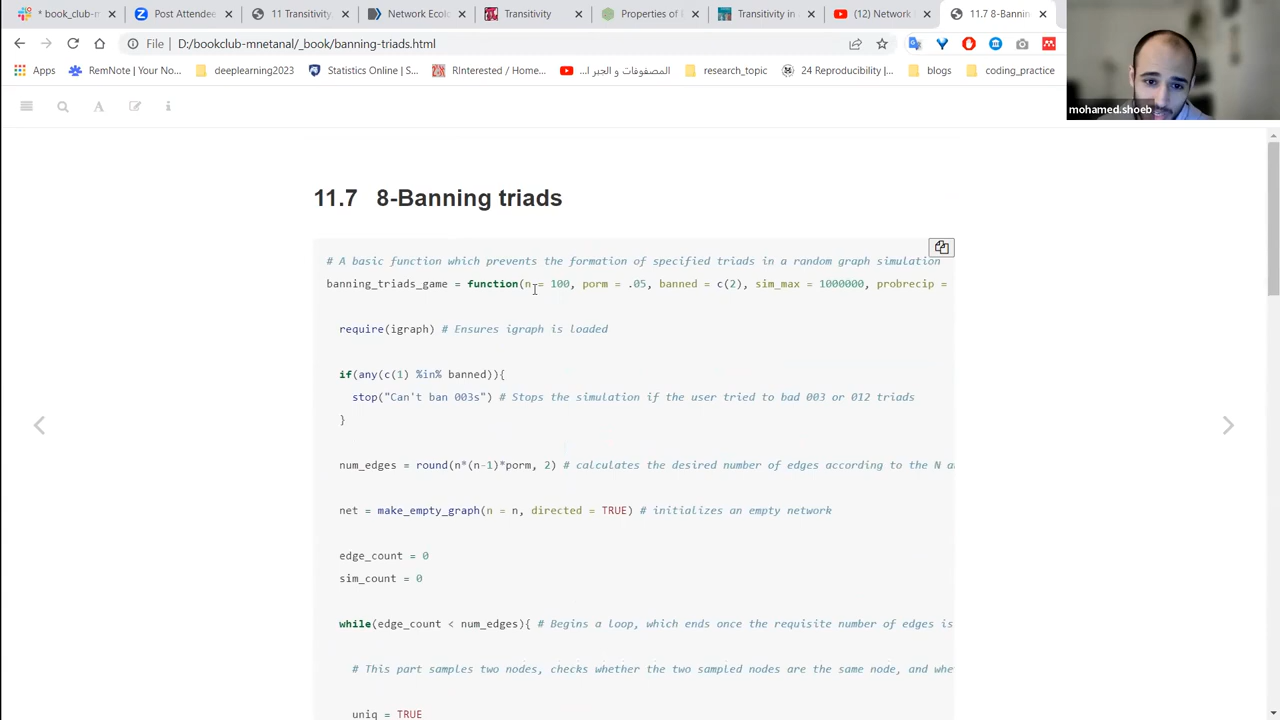 * book_club-m
Post Attendee
11 Transitivity,
Network Ecolo
Transitivity
Properties of U
Transitivity in
(12) Network
11.7 8-Bannin
File
D:/bookclub-mnetanal/_book/banning-triads.html
Apps
RemNote | Your No...
deeplearning2023
Statistics Online | S...
RInterested / Home...
المصفوفات و الجبر ا...
research_topic
24 Reproducibility |...
blogs
coding_practice
mohamed.shoeb
11.7 8-Banning triads
# A basic function which prevents the formation of specified triads in a random graph simulation
banning_triads_game = function(n = 100, porm = .05, banned = c(2), sim_max = 1000000, probrecip =
require(igraph) # Ensures igraph is loaded
if(any(c(1) %in% banned)){
stop("Can't ban 003s") # Stops the simulation if the user tried to bad 003 or 012 triads
}
num_edges = round(n*(n-1)*porm, 2) # calculates the desired number of edges according to the N
net = make_empty_graph(n = n, directed = TRUE) # initializes an empty network
edge_count = 0
sim_count = 0
while(edge_count < num_edges){ # Begins a loop, which ends once the requisite number of edges is
# This part samples two nodes, checks whether the two sampled nodes are the same node, and whe
uniq = TRUE